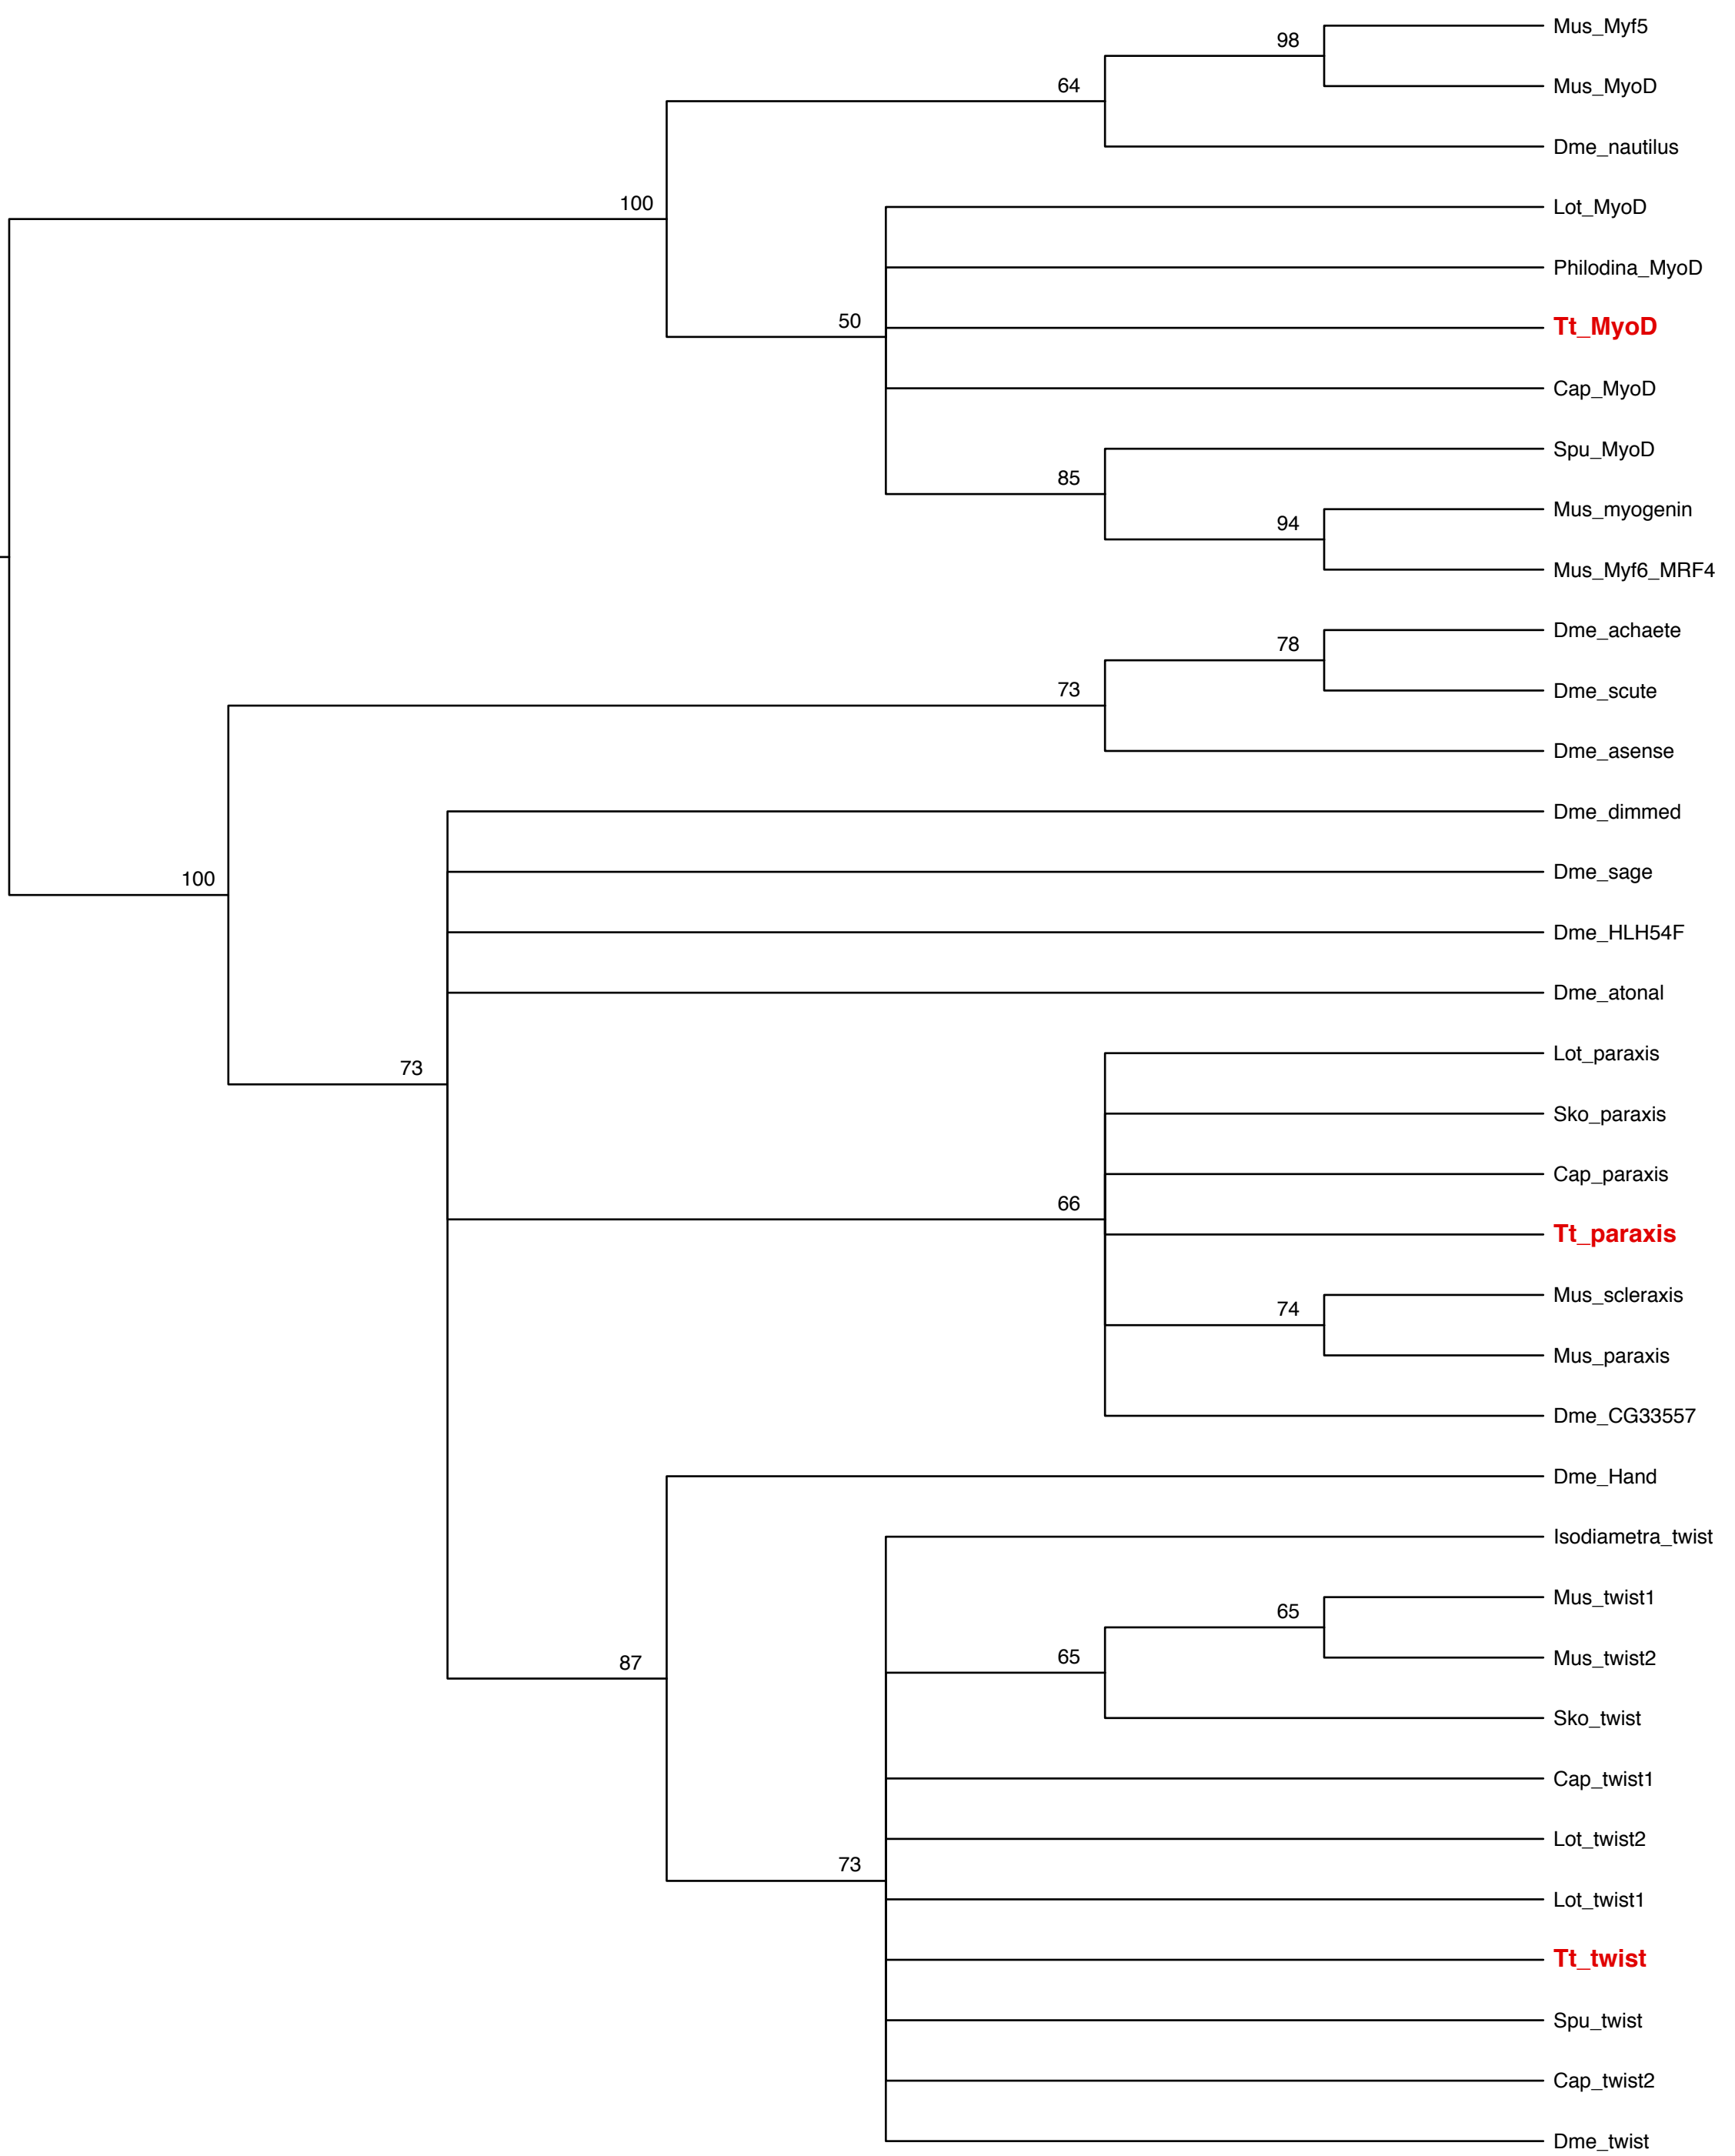 Mus_Myf5
98
Mus_MyoD
64
Dme_nautilus
100
Lot_MyoD
Philodina_MyoD
50
Tt_MyoD
Cap_MyoD
Spu_MyoD
85
Mus_myogenin
94
Mus_Myf6_MRF4
Dme_achaete
78
Dme_scute
73
Dme_asense
Dme_dimmed
Dme_sage
100
Dme_HLH54F
Dme_atonal
Lot_paraxis
73
Sko_paraxis
Cap_paraxis
66
Tt_paraxis
Mus_scleraxis
74
Mus_paraxis
Dme_CG33557
Dme_Hand
Isodiametra_twist
Mus_twist1
65
Mus_twist2
65
87
Sko_twist
Cap_twist1
Lot_twist2
73
Lot_twist1
Tt_twist
Spu_twist
Cap_twist2
Dme_twist